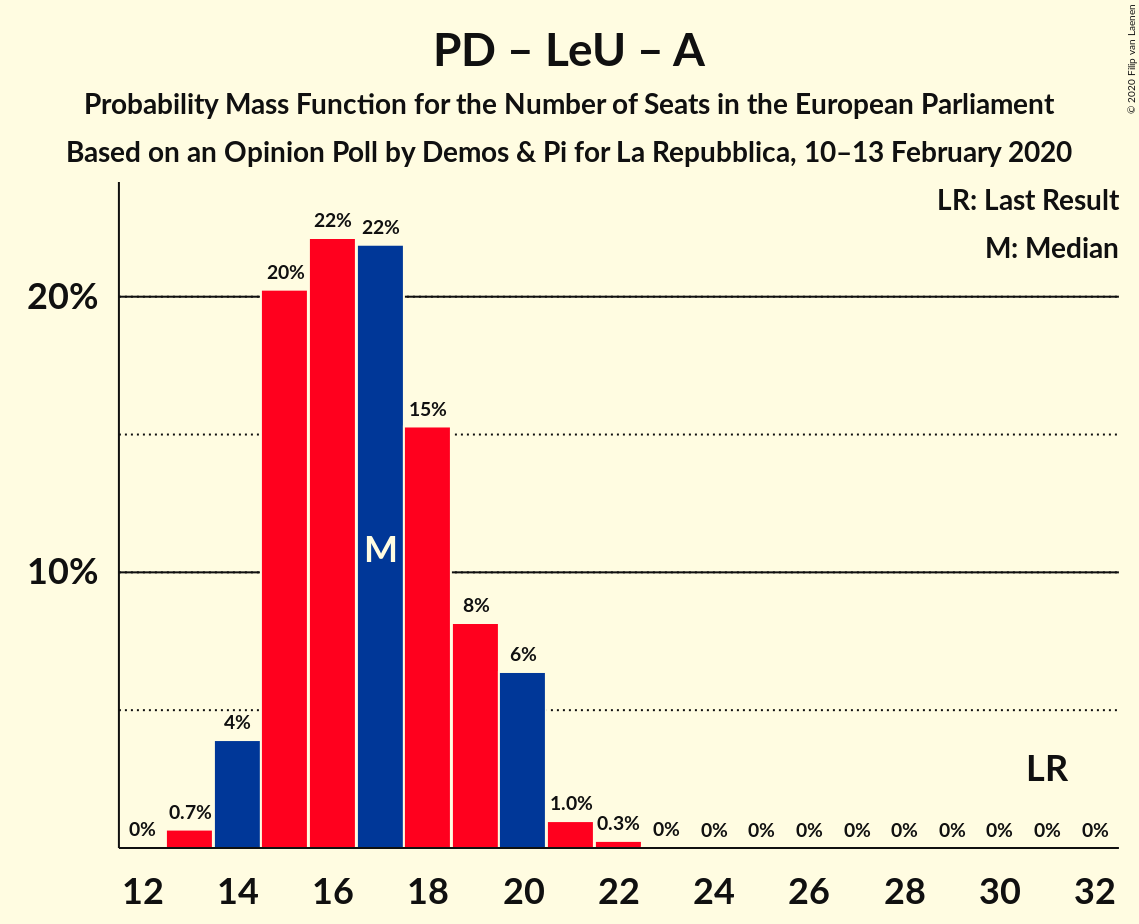 PD – LeU – A
Probability Mass Function for the Number of Seats in the European Parliament
Based on an Opinion Poll by Demos & Pi for La Repubblica, 10–13 February 2020
© 2020 Filip van Laenen
LR: Last Result
M: Median
22%
22%
20%
20%
15%
M
10%
8%
6%
4%
LR
0%
0.7%
1.0%
0.3%
0%
0%
0%
0%
0%
0%
0%
0%
0%
0%
12 14 16 18 20 22 24 26 28 30 32